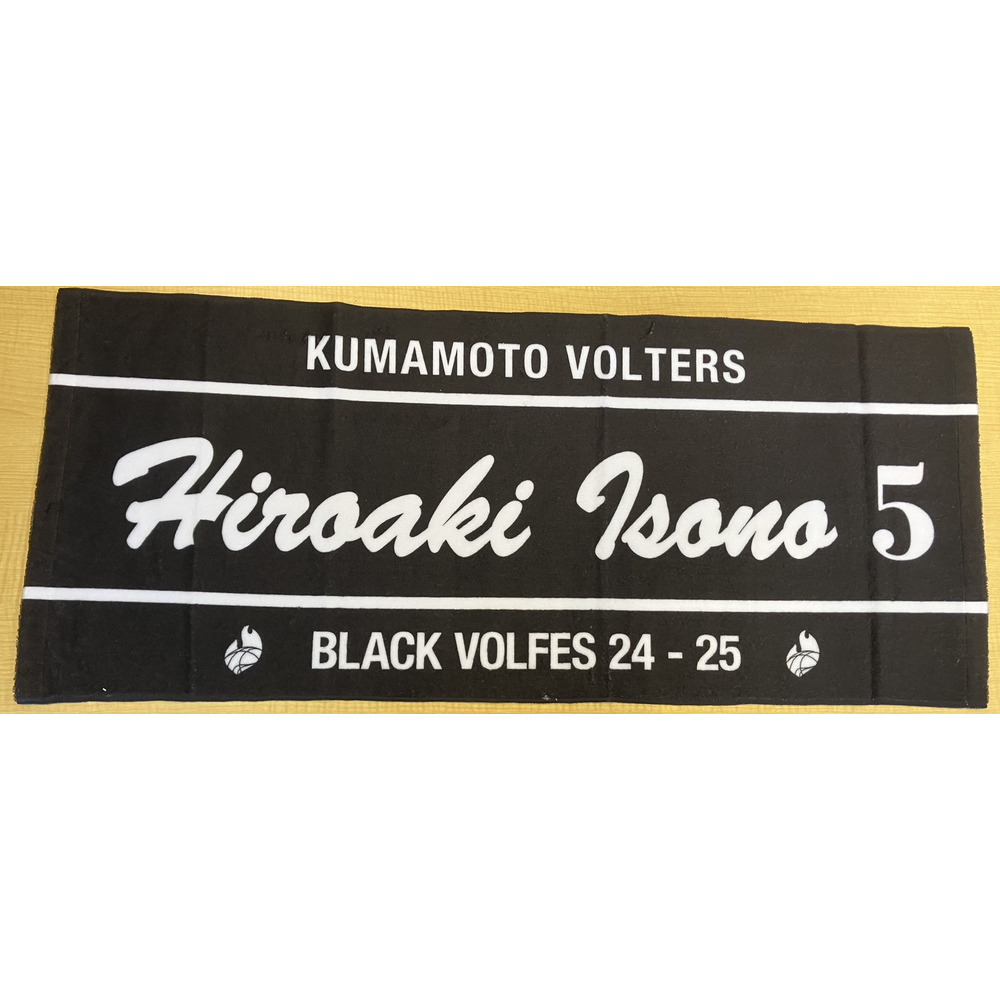 KUMAMOTO VOLTERS
Hiroaki Isono 5
BLACK VOLFES 24 - 25